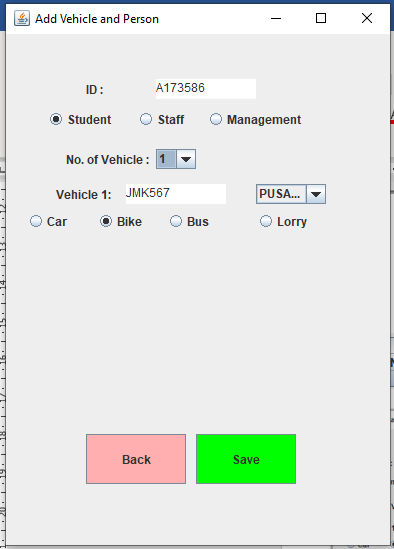 Add Vehicle and Person
ID : A173586
Student Staff Management
No. of Vehicle : 1
Vehicle 1: JMK567 PUSA...
Car Bike Bus Lorry
Back Save